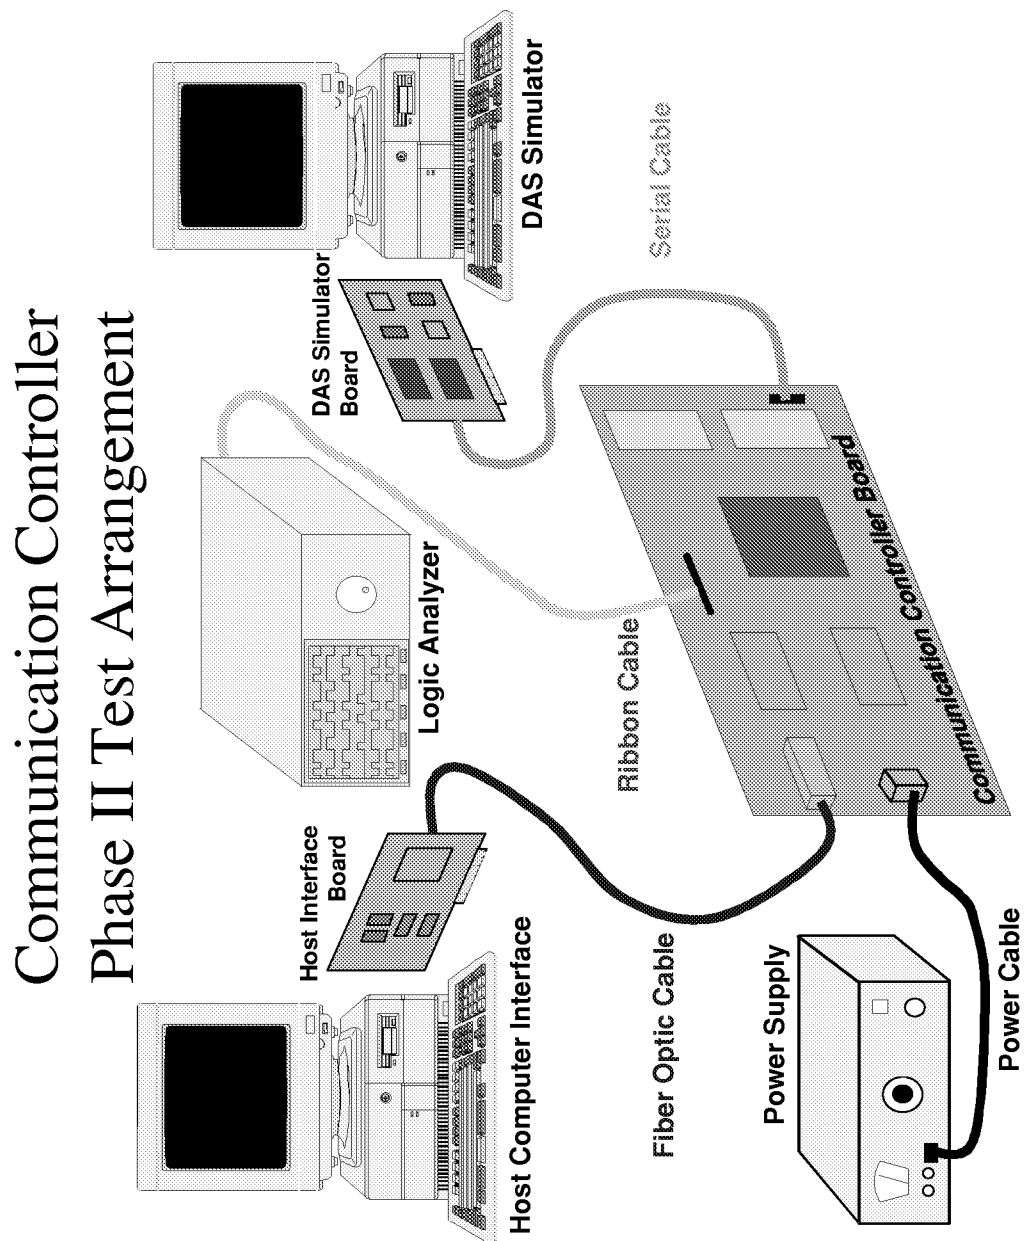 Communication Controller
Phase II Test Arrangement
Host Computer Interface
Host Interface
Board
Logic Analyzer
DAS Simulator
Board
DAS Simulator
Fiber Optic Cable
Ribbon Cable
Serial Cable
Power Supply
Communication Controller Board
Power Cable